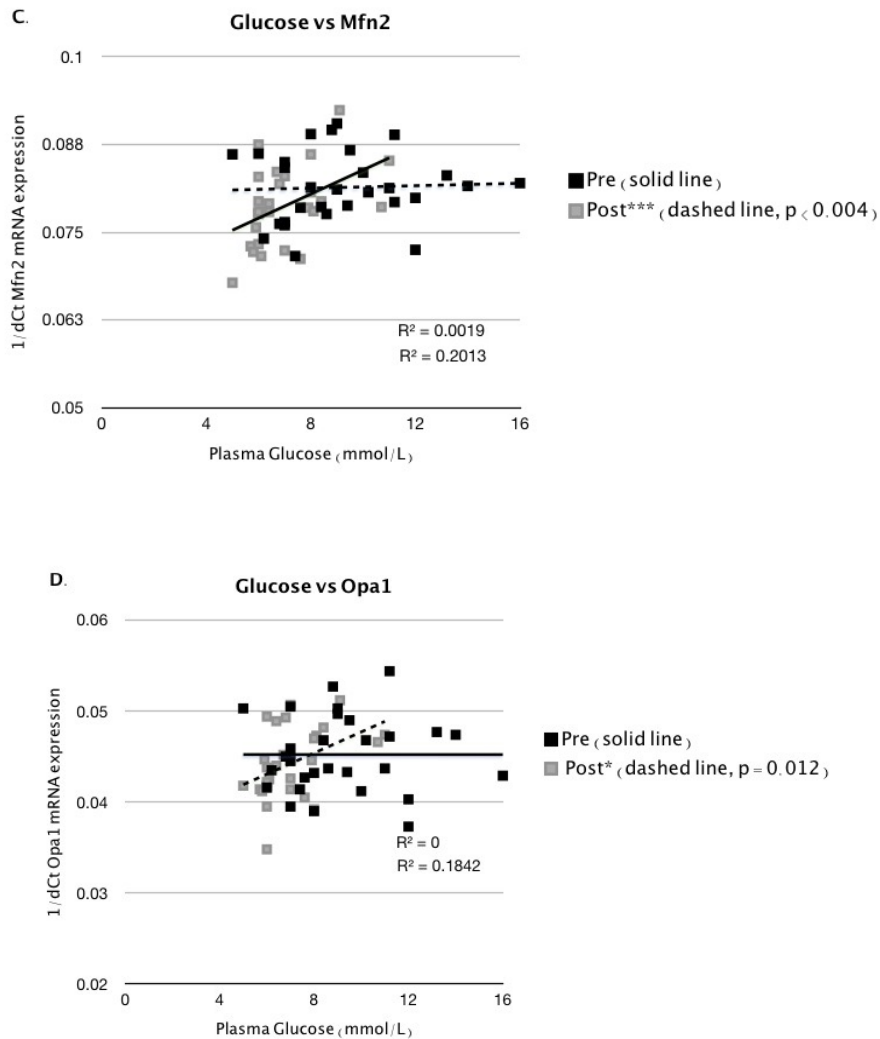 C.
Glucose vs Mfn2
0.1
0.088
0.075
0.063
0.05
1/dCt Mfn2 mRNA expression
0 4 8 12 16
Plasma Glucose (mmol/L)
R² = 0.0019
R² = 0.2013
Pre (solid line)
Post*** (dashed line, p < 0.004)
D.
Glucose vs Opa1
0.06
0.05
0.04
0.03
0.02
1/dCt Opa1 mRNA expression
0 4 8 12 16
Plasma Glucose (mmol/L)
R² = 0
R² = 0.1842
Pre (solid line)
Post* (dashed line, p = 0.012)